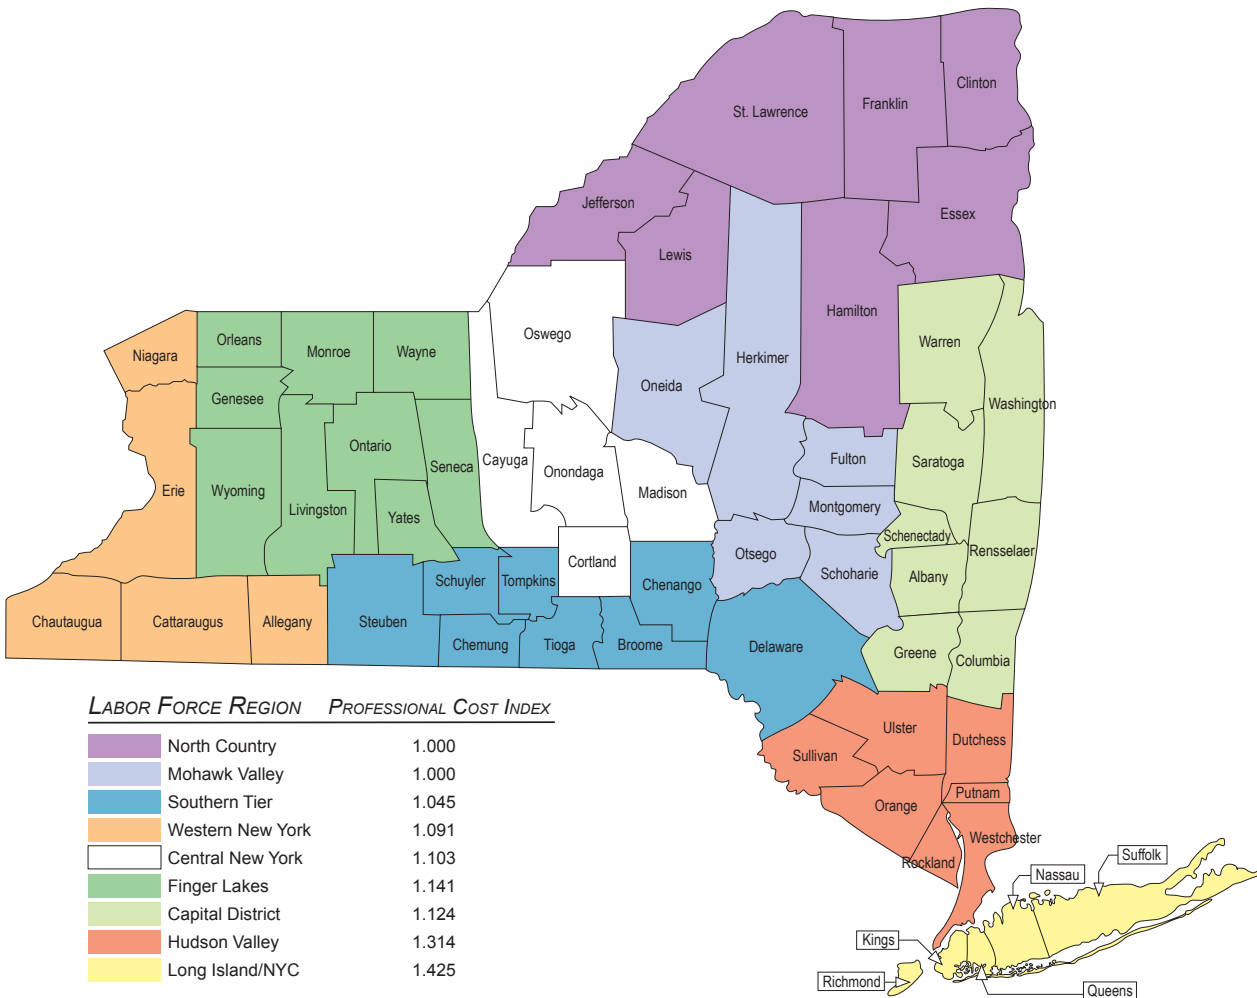 Clinton
Franklin
St. Lawrence
Jefferson
Essex
Lewis
Hamilton
Oswego
Orleans
Warren
Niagara
Monroe
Wayne
Herkimer
Oneida
Genesee
Washington
Ontario
Fulton
Saratoga
Cayuga
Seneca
Onondaga
Erie
Wyoming
Madison
Livingston
Montgomery
Yates
Schenectady
Rensselaer
Otsego
Cortland
Schoharie
Albany
Schuyler
Tompkins
Chenango
Chautaugua
Cattaraugus
Allegany
Steuben
Chemung
Tioga
Broome
Delaware
Greene
Columbia
LABOR FORCE REGION PROFESSIONAL COST INDEX
North Country 1.000
Mohawk Valley 1.000
Southern Tier 1.045
Western New York 1.091
Central New York 1.103
Finger Lakes 1.141
Capital District 1.124
Hudson Valley 1.314
Long Island/NYC 1.425
Ulster
Dutchess
Sullivan
Putnam
Orange
Westchester
Rockland
Suffolk
Nassau
Kings
Richmond
Queens